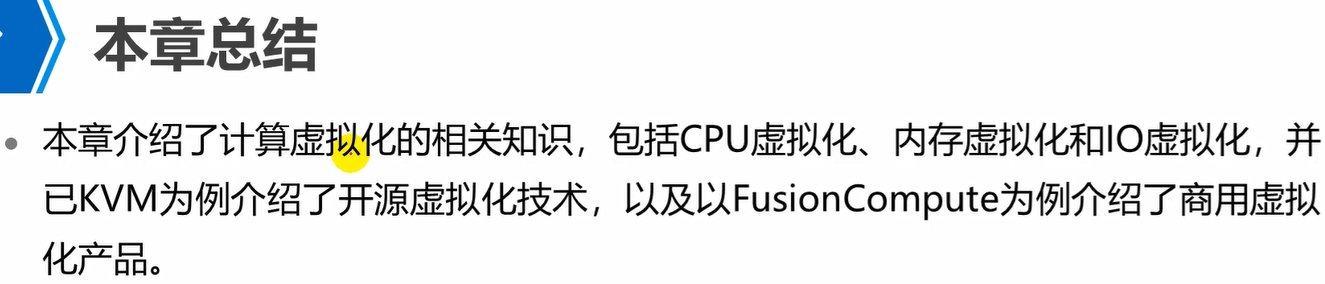 本章总结
本章介绍了计算虚拟化的相关知识，包括CPU虚拟化、内存虚拟化和IO虚拟化，并
已KVM为例介绍了开源虚拟化技术，以及以FusionCompute为例介绍了商用虚拟
化产品。